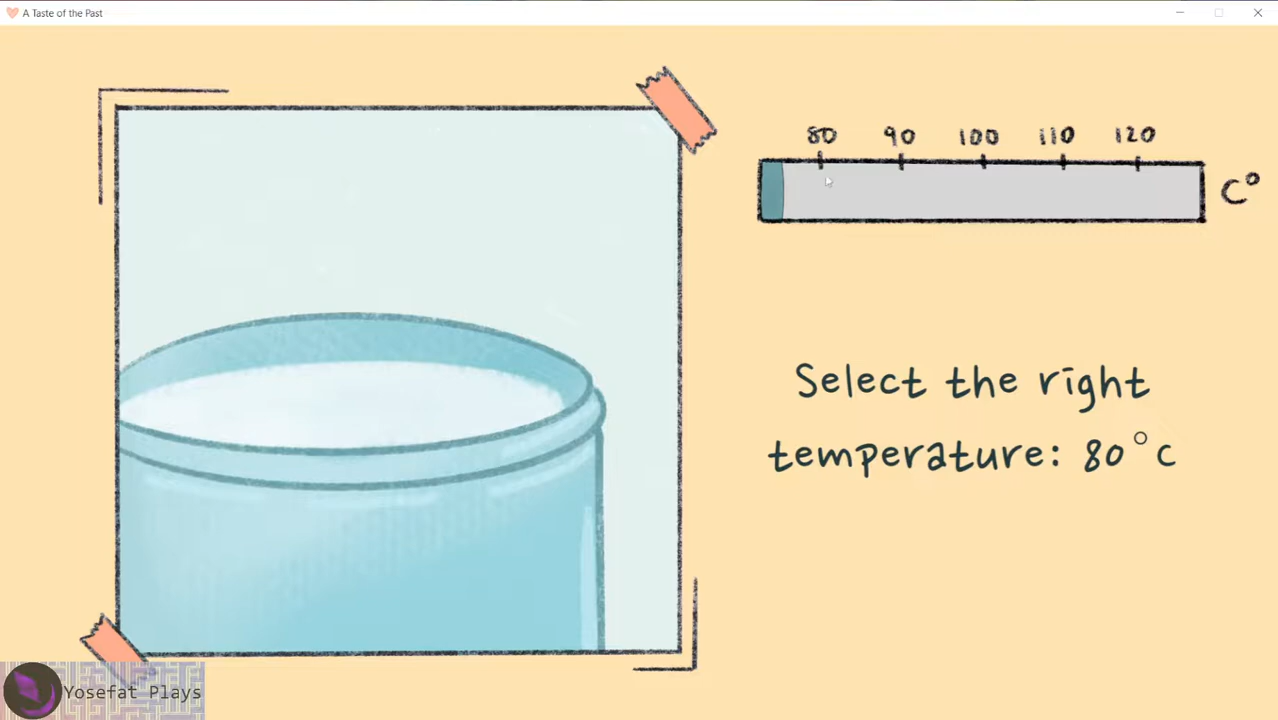 A Taste of the Past
80 90 100 110 120
C°
Select the right
temperature: 80°c
Yosefat Plays